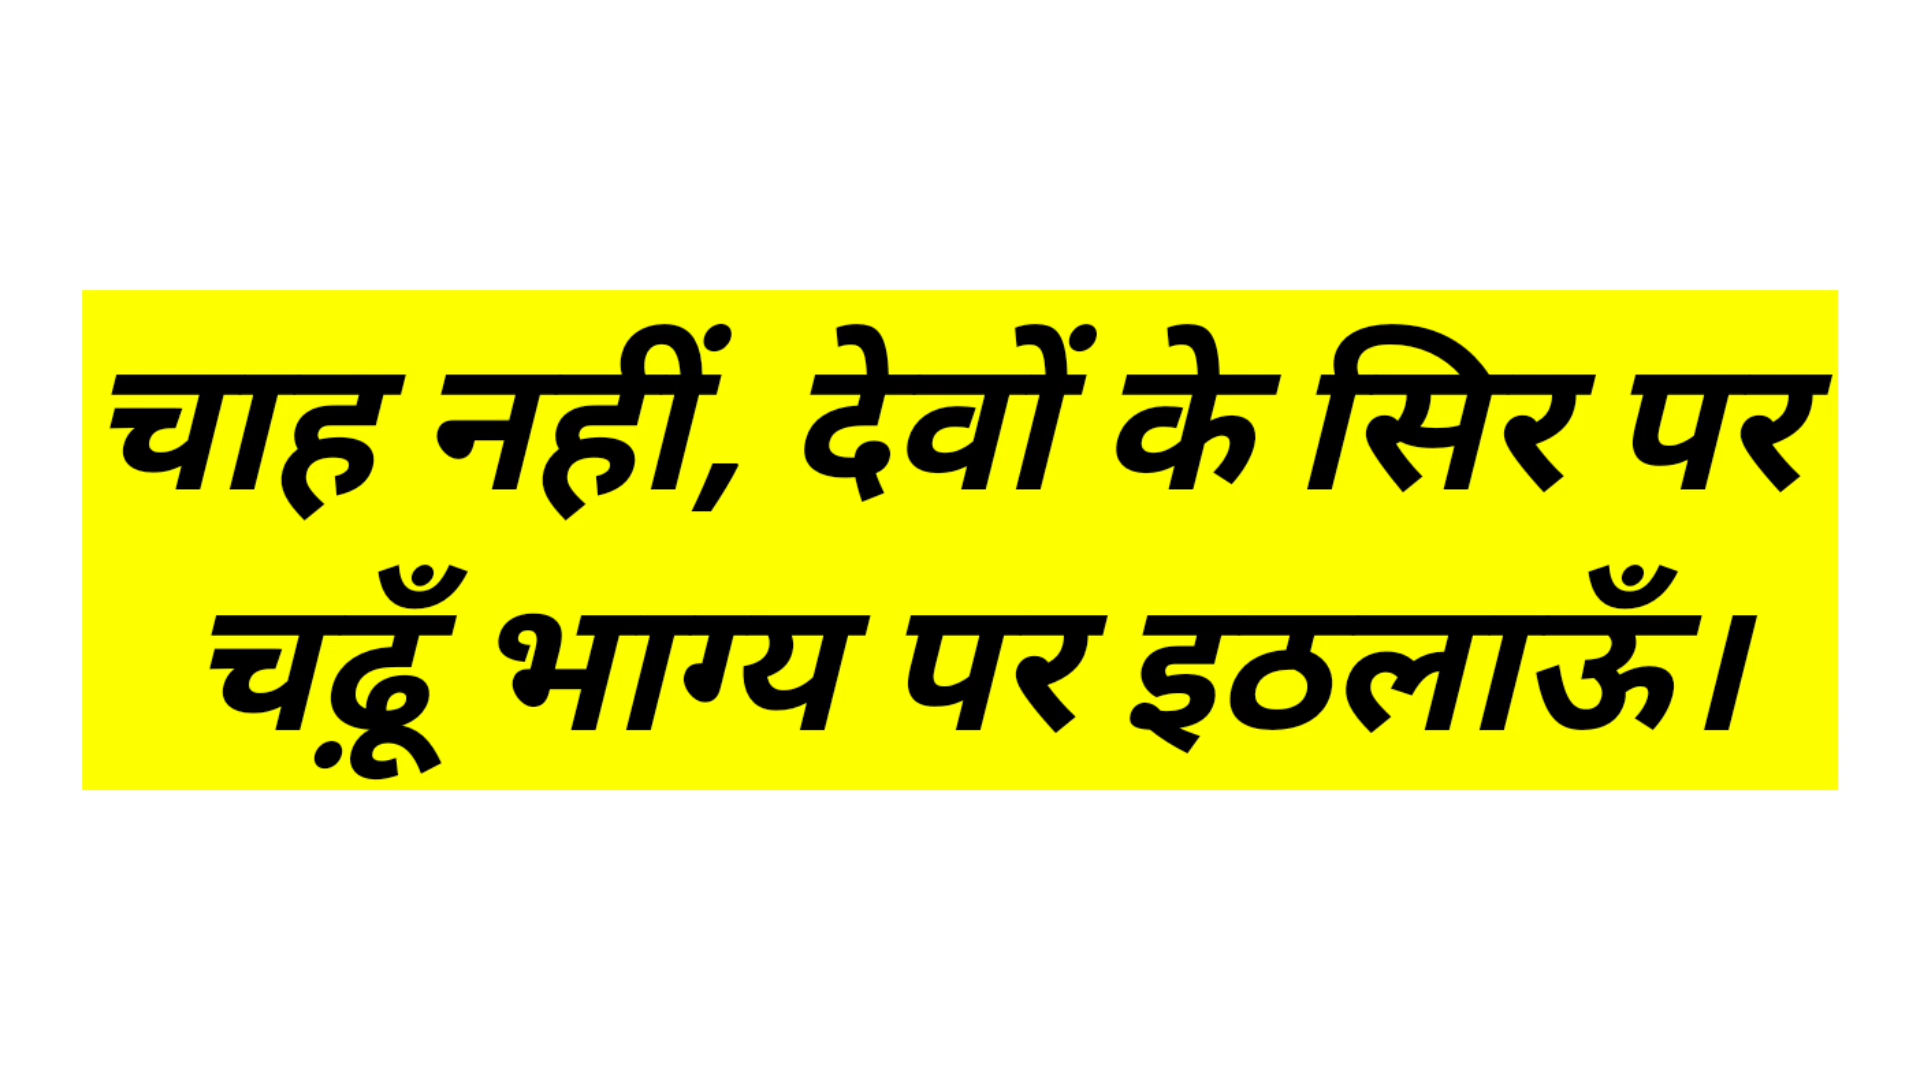 चाह नहीं, देवों के सिर पर
चढ़ूँ भाग्य पर इठलाऊँ।